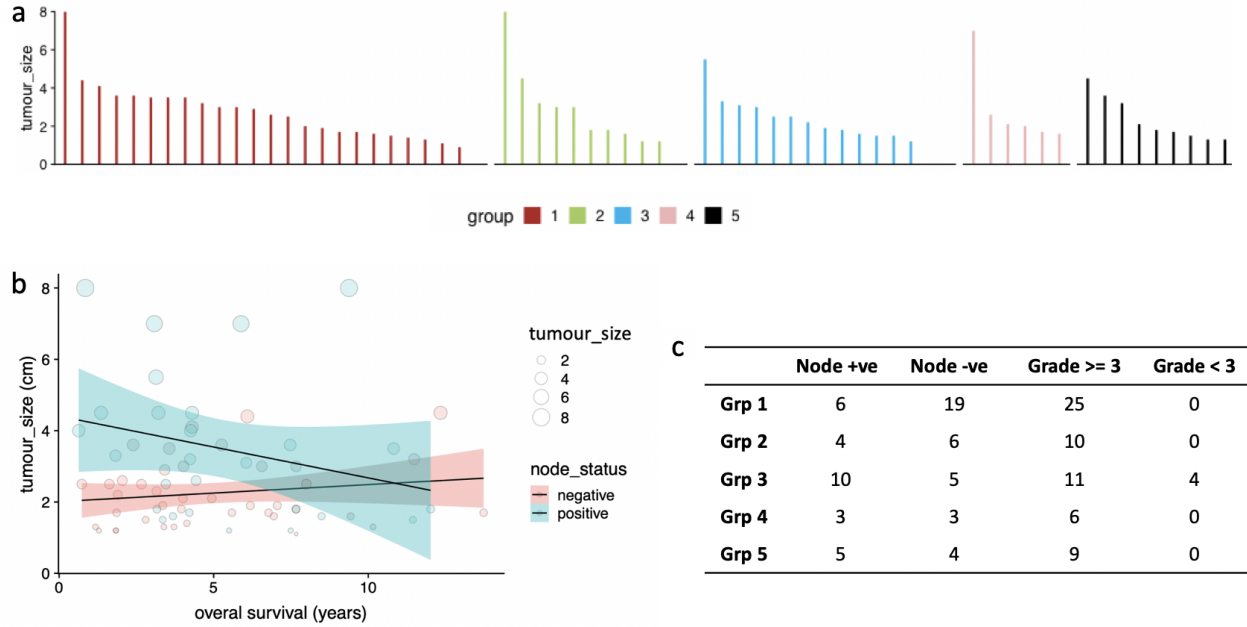 a
tumour_size
8
6
4
2
0
group 1 2 3 4 5
b
tumour_size (cm)
8
6
4
2
0
0 5 10
overal survival (years)
tumour_size
2
4
6
8
node_status
negative
positive
c
Node +ve Node -ve Grade >= 3 Grade < 3
Grp 1 6 19 25 0
Grp 2 4 6 10 0
Grp 3 10 5 11 4
Grp 4 3 3 6 0
Grp 5 5 4 9 0